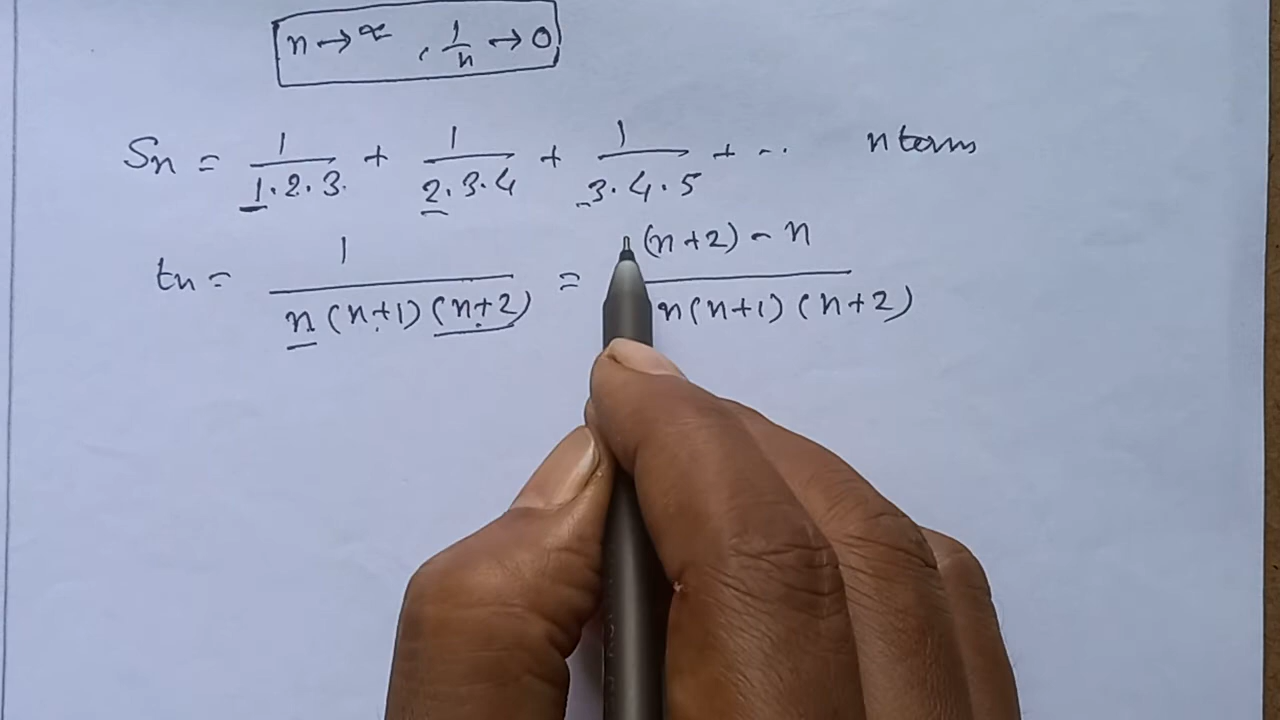 n → ∞ , 1/n → 0
Sn = 1/(1·2·3.) + 1/(2·3·4) + 1/(3·4·5) + ·· n terms
tn = 1/(n(n+1)(n+2)) = ((n+2) - n)/(n(n+1)(n+2))